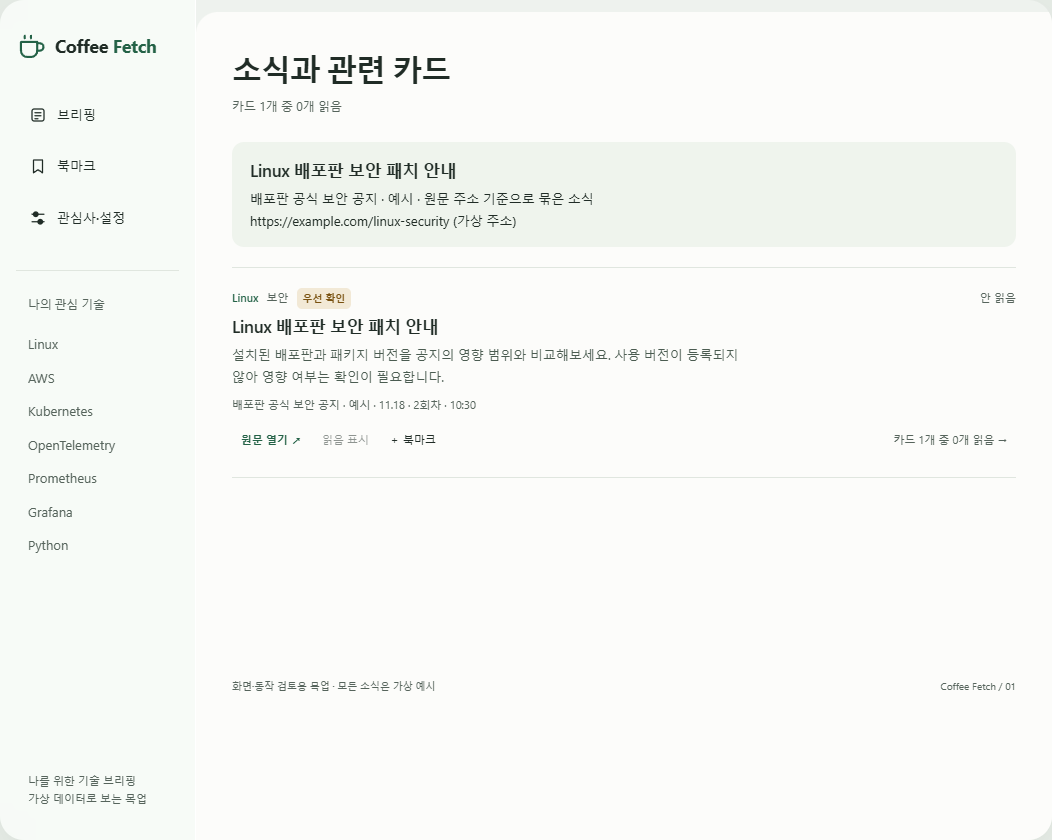 Coffee Fetch
브리핑
북마크
관심사·설정
나의 관심 기술
Linux
AWS
Kubernetes
OpenTelemetry
Prometheus
Grafana
Python
나를 위한 기술 브리핑
가상 데이터로 보는 목업
소식과 관련 카드
카드 1개 중 0개 읽음
Linux 배포판 보안 패치 안내
배포판 공식 보안 공지 · 예시 · 원문 주소 기준으로 묶은 소식
https://example.com/linux-security (가상 주소)
Linux 보안 우선 확인 안 읽음
Linux 배포판 보안 패치 안내
설치된 배포판과 패키지 버전을 공지의 영향 범위와 비교해보세요. 사용 버전이 등록되지
않아 영향 여부는 확인이 필요합니다.
배포판 공식 보안 공지 · 예시 · 11.18 · 2회차 · 10:30
원문 열기 ↗ 읽음 표시 + 북마크 카드 1개 중 0개 읽음 →
화면·동작 검토용 목업 · 모든 소식은 가상 예시
Coffee Fetch / 01